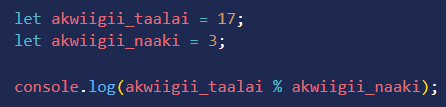 let akwiigii_taalai = 17;
let akwiigii_naaki = 3;
console.log(akwiigii_taalai % akwiigii_naaki);